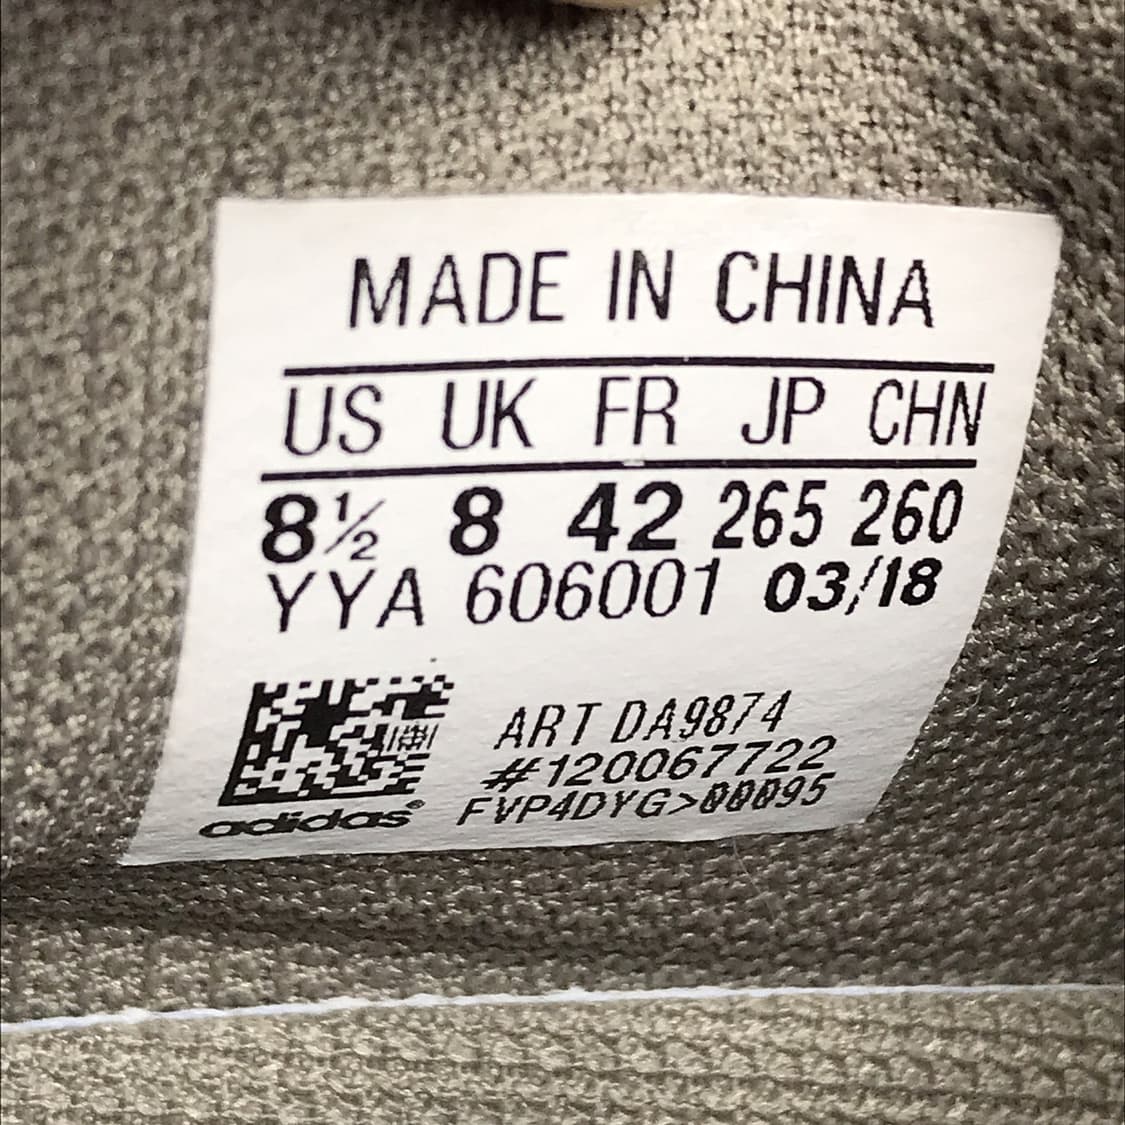 MADE IN CHINA
US UK FR JP CHN
8½ 8 42 265 260
YYA 606001 03/18
ART DA9874
#120067722
adidas® FVP4DYG>00095